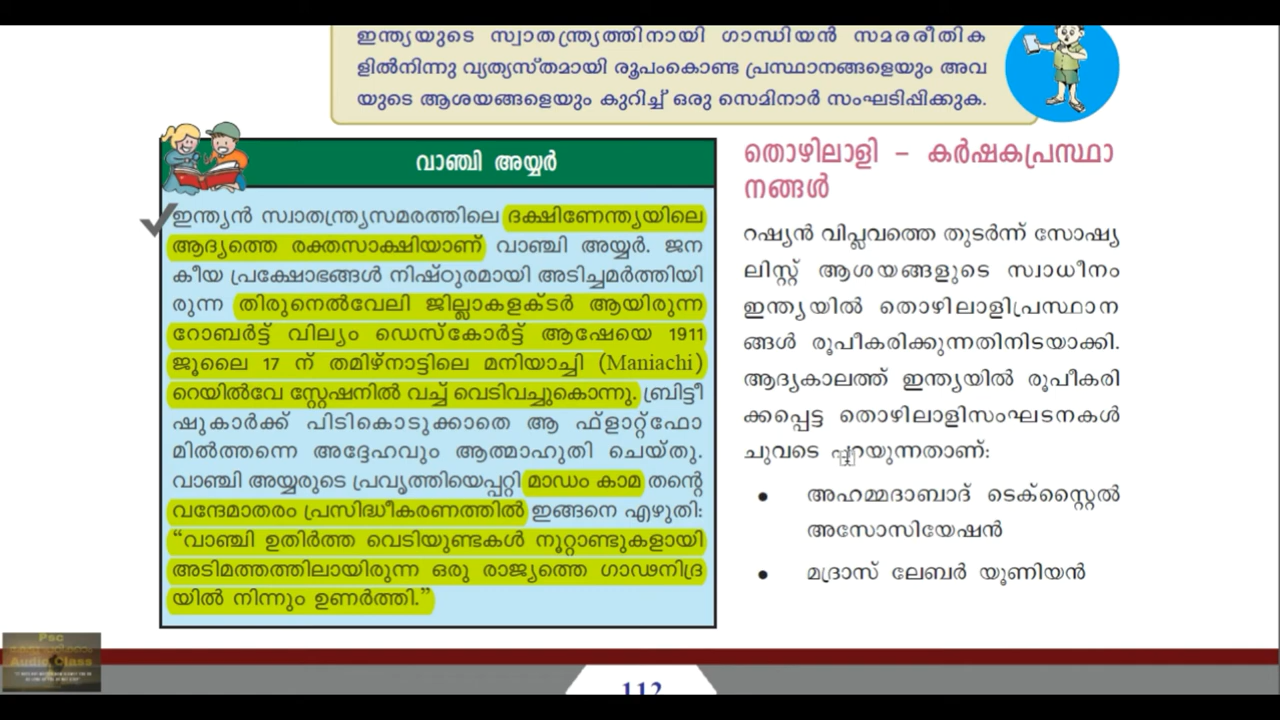 ഇന്ത്യയുടെ സ്വാതന്ത്ര്യത്തിനായി ഗാന്ധിയൻ സമരരീതിക
ളിൽനിന്നു വ്യത്യസ്തമായി രൂപംകൊണ്ട പ്രസ്ഥാനങ്ങളെയും അവ
യുടെ ആശയങ്ങളെയും കുറിച്ച് ഒരു സെമിനാർ സംഘടിപ്പിക്കുക.
വാഞ്ചി അയ്യർ
ഇന്ത്യൻ സ്വാതന്ത്ര്യസമരത്തിലെ ദക്ഷിണേന്ത്യയിലെ
ആദ്യത്തെ രക്തസാക്ഷിയാണ് വാഞ്ചി അയ്യർ. ജന
കീയ പ്രക്ഷോഭങ്ങൾ നിഷ്ഠുരമായി അടിച്ചമർത്തിയി
രുന്ന തിരുനെൽവേലി ജില്ലാകളക്ടർ ആയിരുന്ന
റോബർട്ട് വില്യം ഡെസ്കോർട്ട് ആഷേയെ 1911
ജൂലൈ 17 ന് തമിഴ്നാട്ടിലെ മനിയാച്ചി (Maniachi)
റെയിൽവേ സ്റ്റേഷനിൽ വച്ച് വെടിവച്ചുകൊന്നു. ബ്രിട്ടീ
ഷുകാർക്ക് പിടികൊടുക്കാതെ ആ ഫ്ളാറ്റ്ഫോ
മിൽത്തന്നെ അദ്ദേഹവും ആത്മാഹുതി ചെയ്തു.
വാഞ്ചി അയ്യരുടെ പ്രവൃത്തിയെപ്പറ്റി മാഡം കാമ തന്റെ
വന്ദേമാതരം പ്രസിദ്ധീകരണത്തിൽ ഇങ്ങനെ എഴുതി:
“വാഞ്ചി ഉതിർത്ത വെടിയുണ്ടകൾ നൂറ്റാണ്ടുകളായി
അടിമത്തത്തിലായിരുന്ന ഒരു രാജ്യത്തെ ഗാഢനിദ്ര
യിൽ നിന്നും ഉണർത്തി.”
തൊഴിലാളി – കർഷകപ്രസ്ഥാ
നങ്ങൾ
റഷ്യൻ വിപ്ലവത്തെ തുടർന്ന് സോഷ്യ
ലിസ്റ്റ് ആശയങ്ങളുടെ സ്വാധീനം
ഇന്ത്യയിൽ തൊഴിലാളിപ്രസ്ഥാന
ങ്ങൾ രൂപീകരിക്കുന്നതിനിടയാക്കി.
ആദ്യകാലത്ത് ഇന്ത്യയിൽ രൂപീകരി
ക്കപ്പെട്ട തൊഴിലാളിസംഘടനകൾ
ചുവടെ പറയുന്നതാണ്:
• അഹമ്മദാബാദ് ടെക്സ്റ്റൈൽ
അസോസിയേഷൻ
• മദ്രാസ് ലേബർ യൂണിയൻ
Psc
Audio Class
112